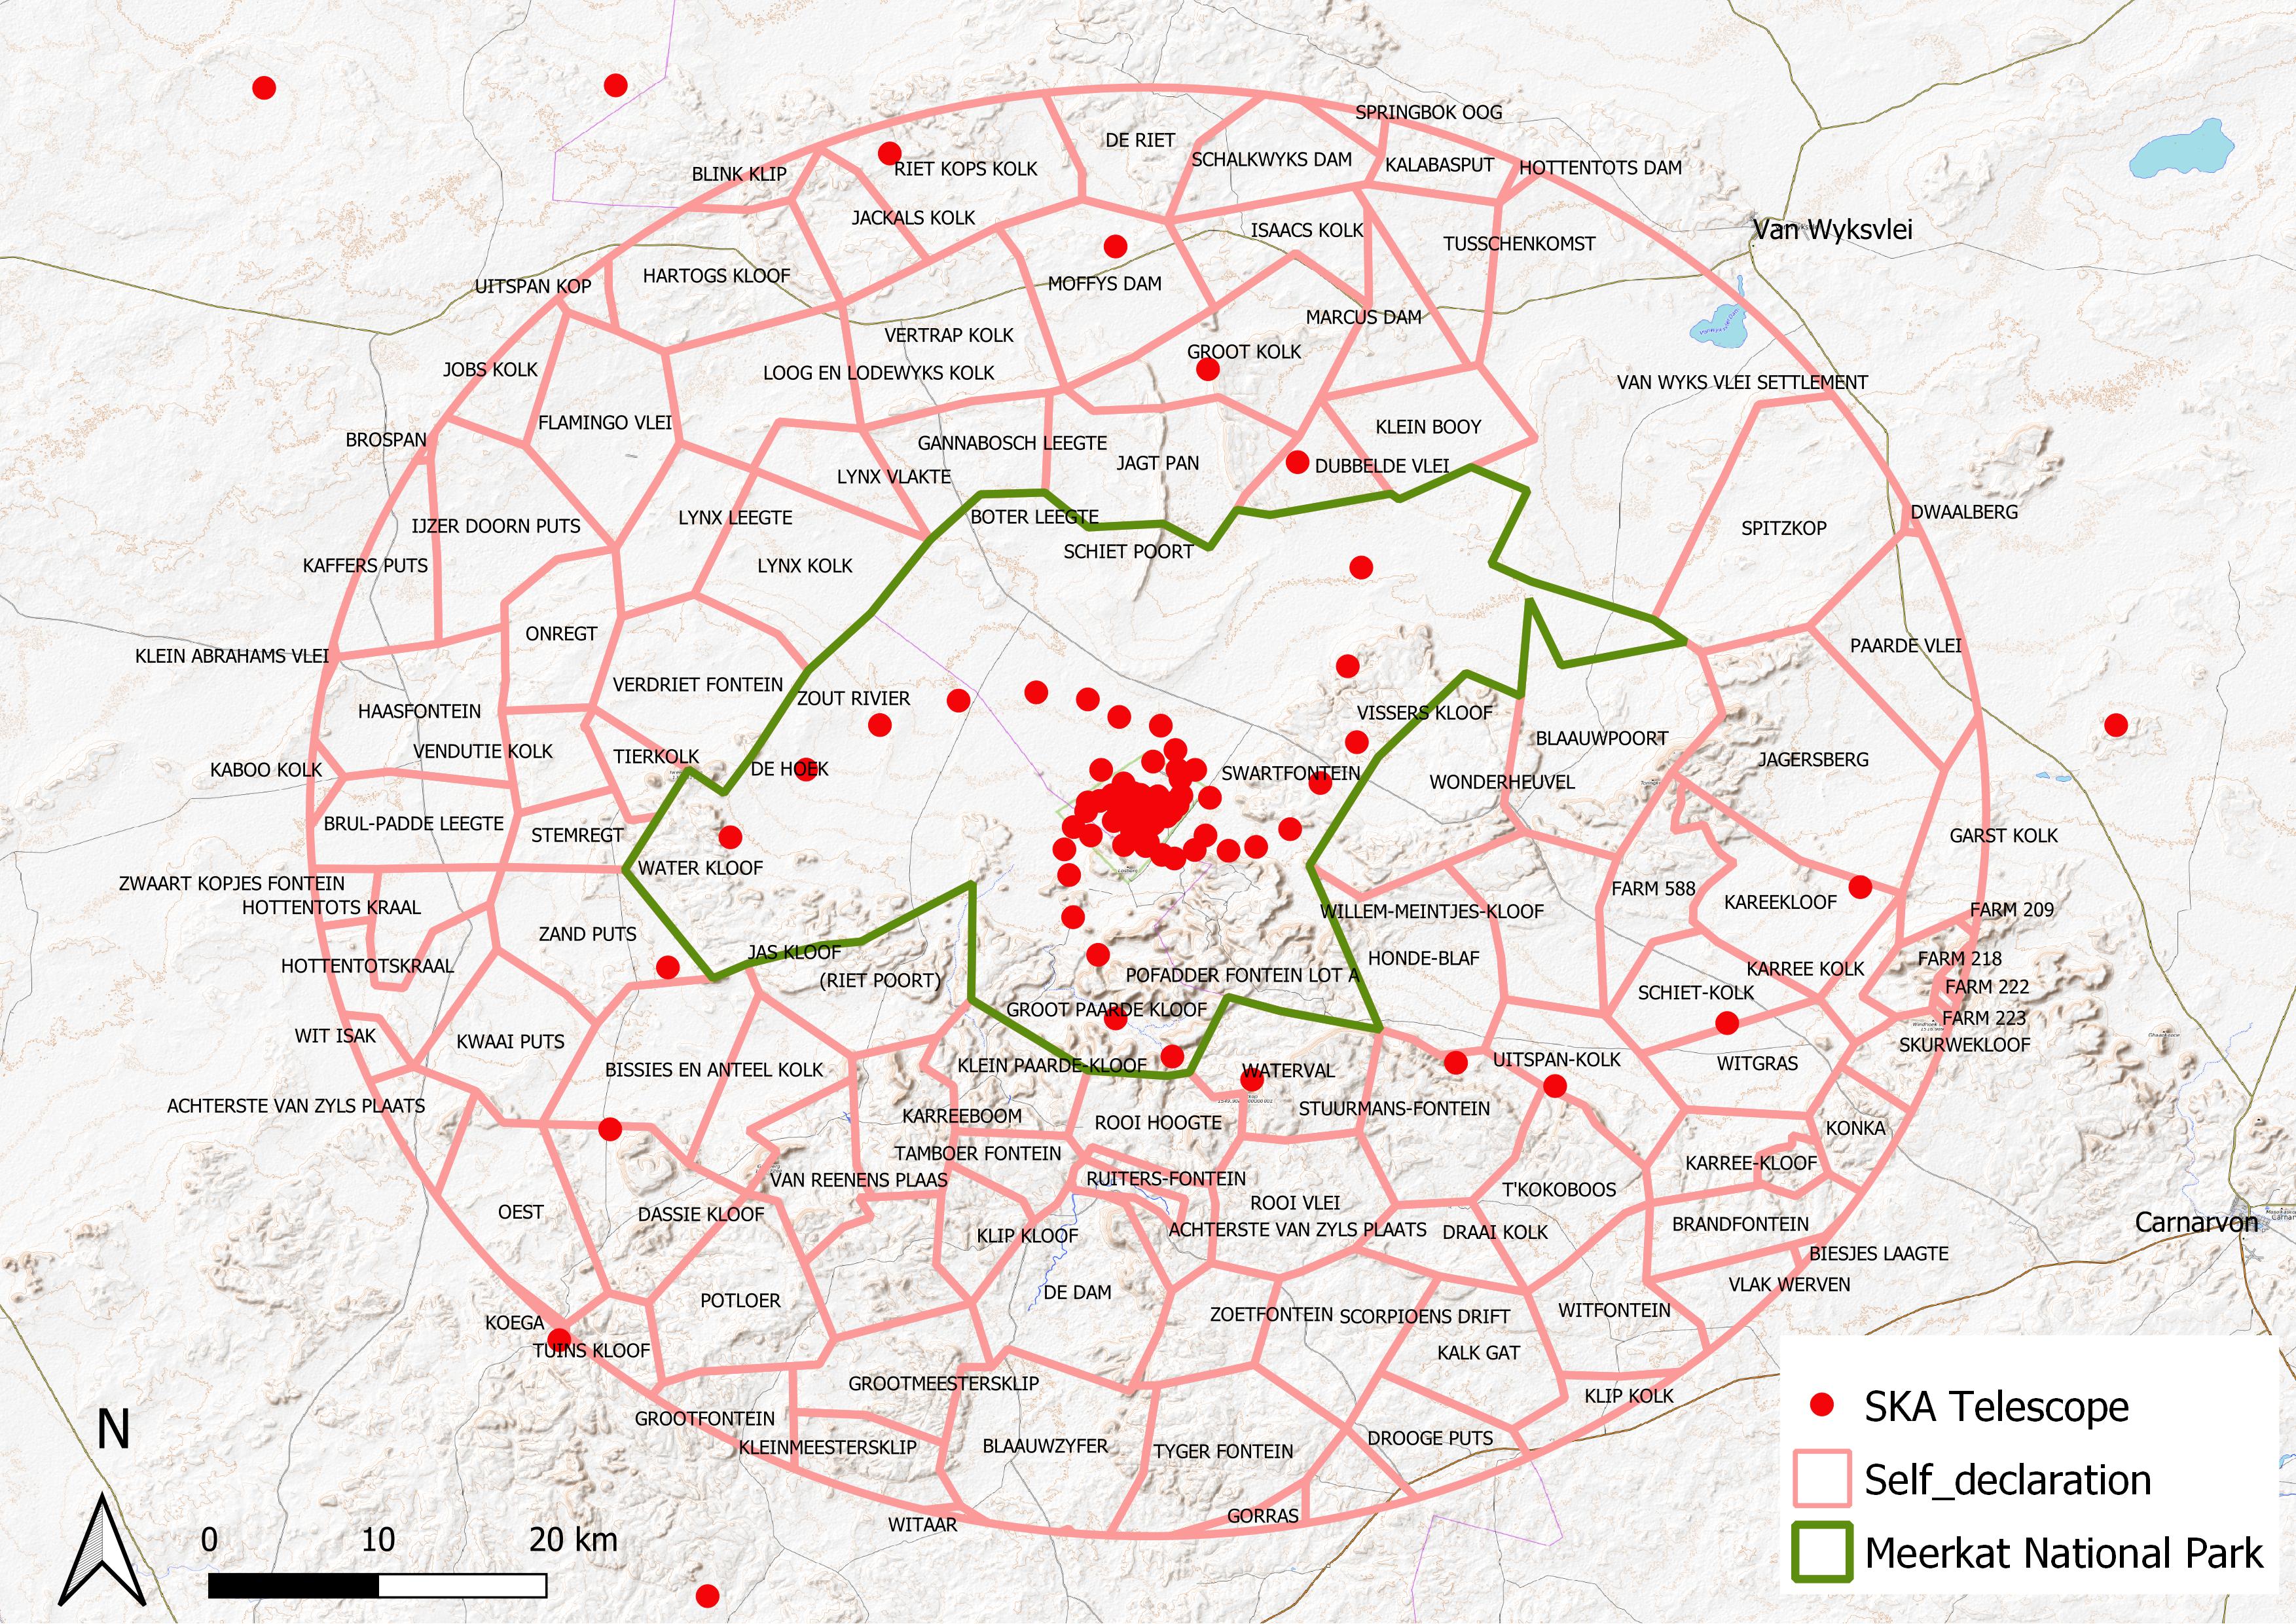 SPRINGBOK OOG
DE RIET
SCHALKWYKS DAM
KALABASPUT
HOTTENTOTS DAM
BLINK KLIP
RIET KOPS KOLK
JACKALS KOLK
ISAACS KOLK
TUSSCHENKOMST
Van Wyksvlei
UITSPAN KOP
HARTOGS KLOOF
MOFFYS DAM
MARCUS DAM
VERTRAP KOLK
GROOT KOLK
JOBS KOLK
LOOG EN LODEWYKS KOLK
VAN WYKS VLEI SETTLEMENT
FLAMINGO VLEI
KLEIN BOOY
BROSPAN
GANNABOSCH LEEGTE
JAGT PAN
DUBBELDE VLEI
LYNX VLAKTE
IJZER DOORN PUTS
LYNX LEEGTE
BOTER LEEGTE
SPITZKOP
DWAALBERG
SCHIET POORT
KAFFERS PUTS
LYNX KOLK
ONREGT
KLEIN ABRAHAMS VLEI
PAARDE VLEI
VERDRIET FONTEIN
ZOUT RIVIER
HAASFONTEIN
VISSERS KLOOF
VENDUTIE KOLK
TIERKOLK
BLAAUWPOORT
KABOO KOLK
DE HOEK
SWARTFONTEIN
WONDERHEUVEL
JAGERSBERG
BRUL-PADDE LEEGTE
STEMREGT
GARST KOLK
WATER KLOOF
ZWAART KOPJES FONTEIN
HOTTENTOTS KRAAL
FARM 588
KAREEKLOOF
WILLEM-MEINTJES-KLOOF
FARM 209
ZAND PUTS
JAS KLOOF
HONDE-BLAF
FARM 218
HOTTENTOTSKRAAL
(RIET POORT)
POFADDER FONTEIN LOT A
KARREE KOLK
FARM 222
SCHIET-KOLK
GROOT PAARDE KLOOF
FARM 223
WIT ISAK
KWAAI PUTS
SKURWEKLOOF
BISSIES EN ANTEEL KOLK
KLEIN PAARDE-KLOOF
WATERVAL
UITSPAN-KOLK
WITGRAS
ACHTERSTE VAN ZYLS PLAATS
KARREEBOOM
ROOI HOOGTE
STUURMANS-FONTEIN
KONKA
TAMBOER FONTEIN
KARREE-KLOOF
VAN REENENS PLAAS
RUITERS-FONTEIN
T'KOKOBOOS
OEST
DASSIE KLOOF
ROOI VLEI
BRANDFONTEIN
Carnarvon
KLIP KLOOF
ACHTERSTE VAN ZYLS PLAATS
DRAAI KOLK
BIESJES LAAGTE
DE DAM
VLAK WERVEN
POTLOER
KOEGA
ZOETFONTEIN
SCORPIOENS DRIFT
WITFONTEIN
TUINS KLOOF
KALK GAT
GROOTMEESTERSKLIP
KLIP KOLK
GROOTFONTEIN
KLEINMEESTERSKLIP
BLAAUWZYFER
TYGER FONTEIN
DROOGE PUTS
WITAAR
GORRAS
N
0 10 20 km
SKA Telescope
Self_declaration
Meerkat National Park